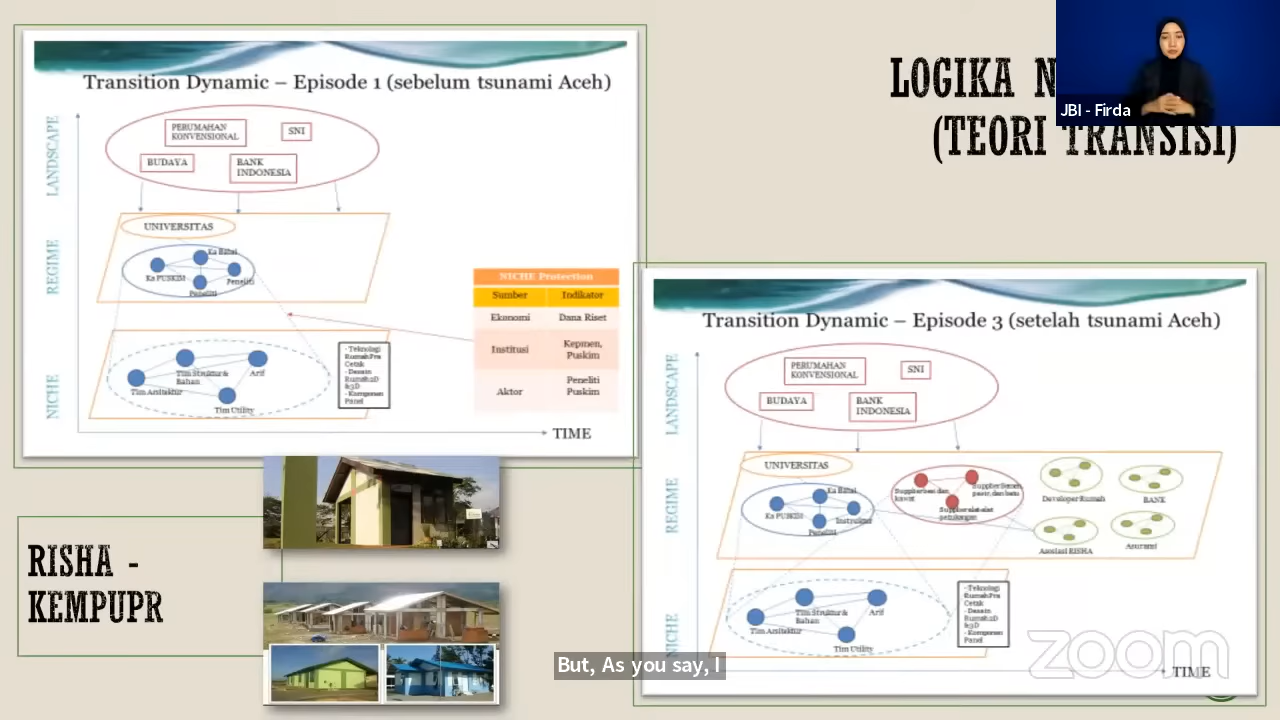 Transition Dynamic – Episode 1 (sebelum tsunami Aceh)
LANDSCAPE
REGIME
NICHE
PERUMAHAN
KONVENSIONAL
SNI
BUDAYA
BANK
INDONESIA
UNIVERSITAS
Ka Balai
Ka PUSKIM
Peneliti
Peneliti
Tim Struktur &
Bahan
Arif
Tim Arsitektur
Tim Utility
- Teknologi
Rumah Pra
Cetak
- Desain
Rumah 2D
& 3D
- Komponen
Panel
NICHE Protection
Sumber Indikator
Ekonomi Dana Riset
Institusi Kepmen,
Puskim
Aktor Peneliti
Puskim
TIME
LOGIKA N
(TEORI TRANSISI)
JBI - Firda
Transition Dynamic – Episode 3 (setelah tsunami Aceh)
LANDSCAPE
REGIME
NICHE
PERUMAHAN
KONVENSIONAL
SNI
BUDAYA
BANK
INDONESIA
UNIVERSITAS
Ka Balai
Ka PUSKIM
Instruktur
Peneliti
Supplier besi dan
kawat
Supplier Semen,
pasir, dan batu
Supplier alat-alat
pertukangan
Developer Rumah
BANK
Asosiasi RISHA
Asuransi
Tim Struktur &
Bahan
Arif
Tim Arsitektur
Tim Utility
- Teknologi
Rumah Pra
Cetak
- Desain
Rumah 2D
& 3D
- Komponen
Panel
TIME
zoom
RISHA -
KEMPUPR
But, As you say, I